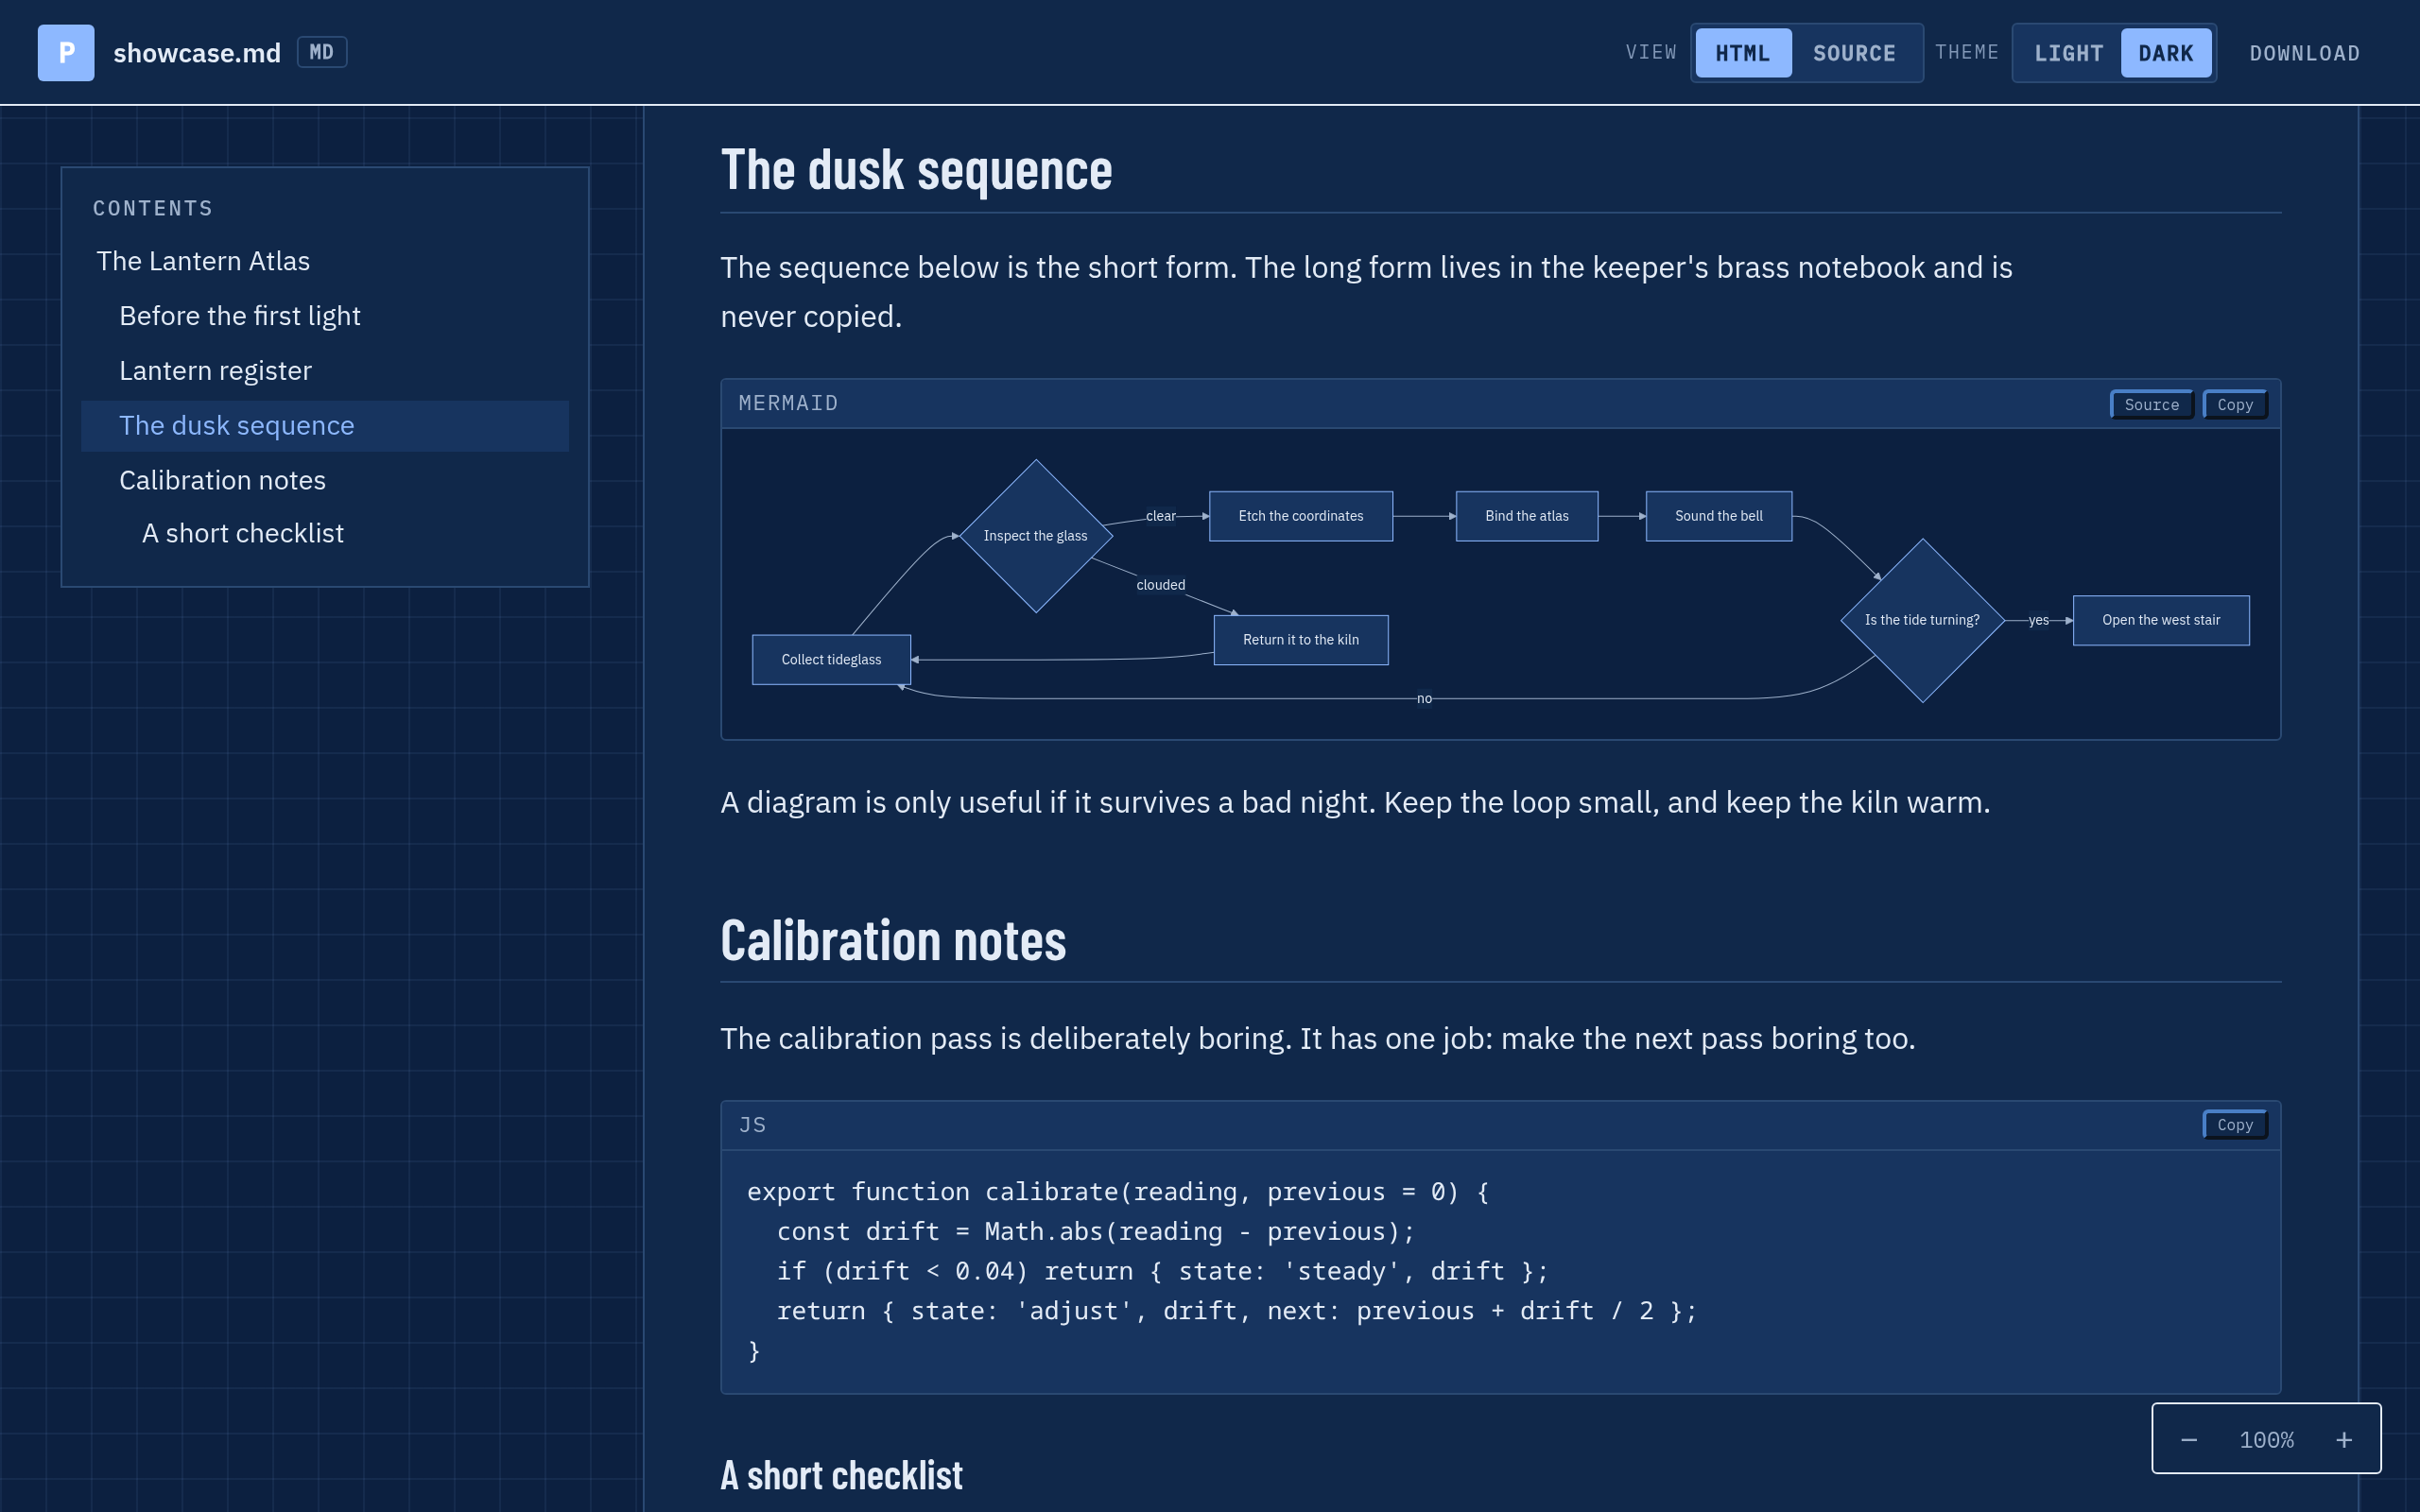 P showcase.md MD
VIEW HTML SOURCE THEME LIGHT DARK DOWNLOAD
CONTENTS
The Lantern Atlas
Before the first light
Lantern register
The dusk sequence
Calibration notes
A short checklist
The dusk sequence
The sequence below is the short form. The long form lives in the keeper's brass notebook and is
never copied.
MERMAID
Source Copy
Inspect the glass
clear
Etch the coordinates
Bind the atlas
Sound the bell
clouded
Return it to the kiln
Collect tideglass
Is the tide turning?
yes
Open the west stair
no
A diagram is only useful if it survives a bad night. Keep the loop small, and keep the kiln warm.
Calibration notes
The calibration pass is deliberately boring. It has one job: make the next pass boring too.
JS
Copy
export function calibrate(reading, previous = 0) {
  const drift = Math.abs(reading - previous);
  if (drift < 0.04) return { state: 'steady', drift };
  return { state: 'adjust', drift, next: previous + drift / 2 };
}
A short checklist
− 100% +